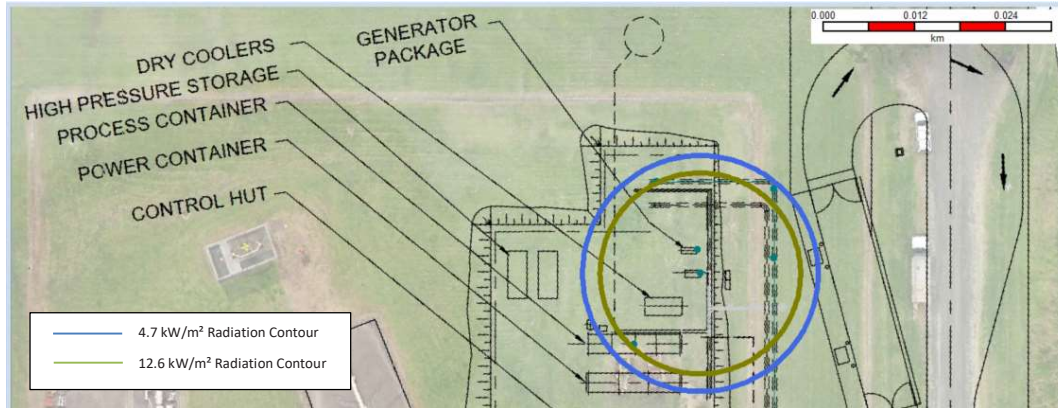 0.000 0.012 0.024
km
GENERATOR
PACKAGE
DRY COOLERS
HIGH PRESSURE STORAGE
PROCESS CONTAINER
POWER CONTAINER
CONTROL HUT
4.7 kW/m² Radiation Contour
12.6 kW/m² Radiation Contour